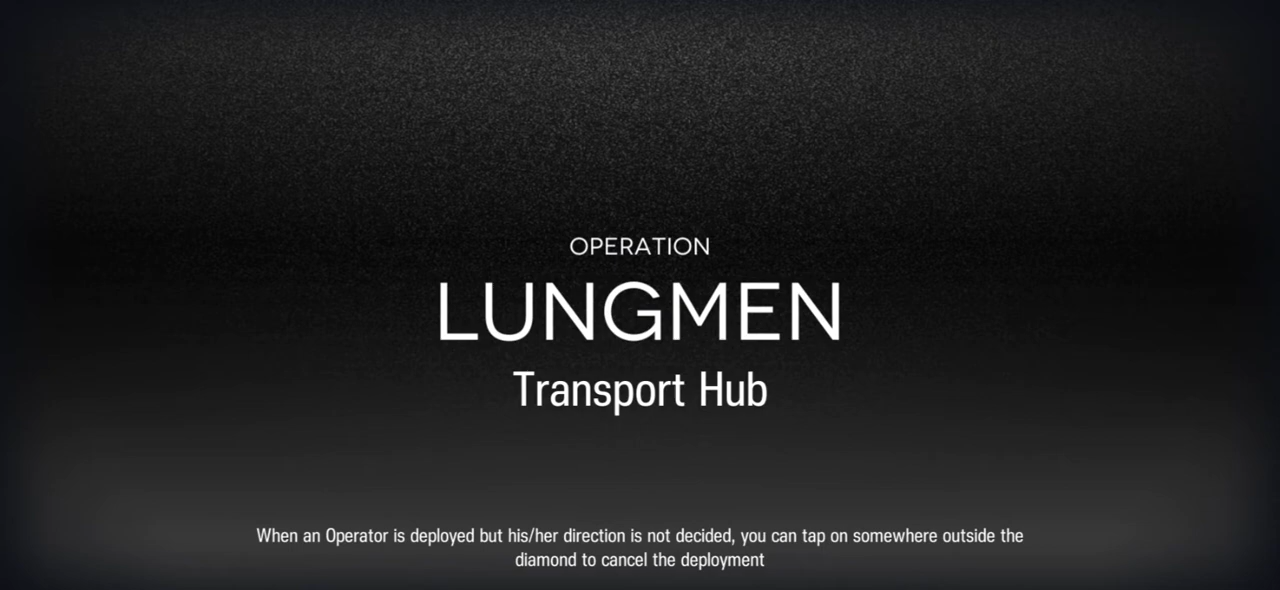 OPERATION
LUNGMEN
Transport Hub
When an Operator is deployed but his/her direction is not decided, you can tap on somewhere outside the
diamond to cancel the deployment